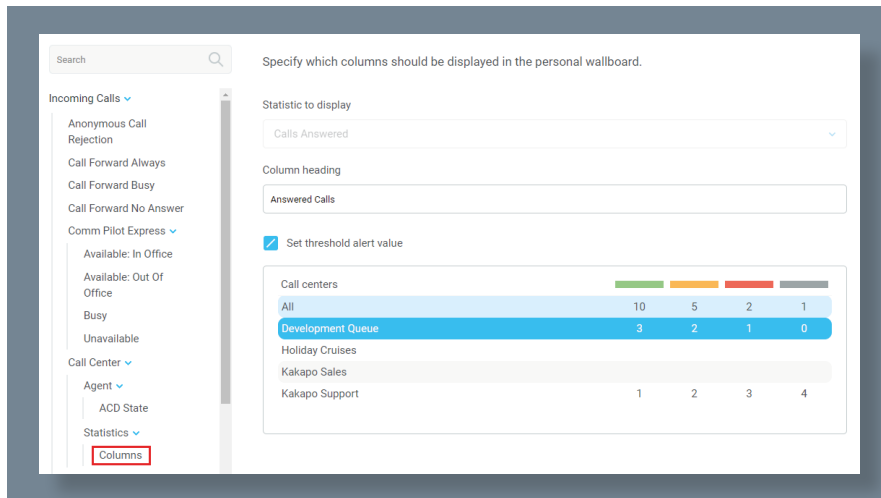 Search
Incoming Calls
Anonymous Call
Rejection
Call Forward Always
Call Forward Busy
Call Forward No Answer
Comm Pilot Express
Available: In Office
Available: Out Of
Office
Busy
Unavailable
Call Center
Agent
ACD State
Statistics
Columns
Specify which columns should be displayed in the personal wallboard.
Statistic to display
Calls Answered
Column heading
Answered Calls
Set threshold alert value
Call centers
All 10 5 2 1
Development Queue 3 2 1 0
Holiday Cruises
Kakapo Sales
Kakapo Support 1 2 3 4